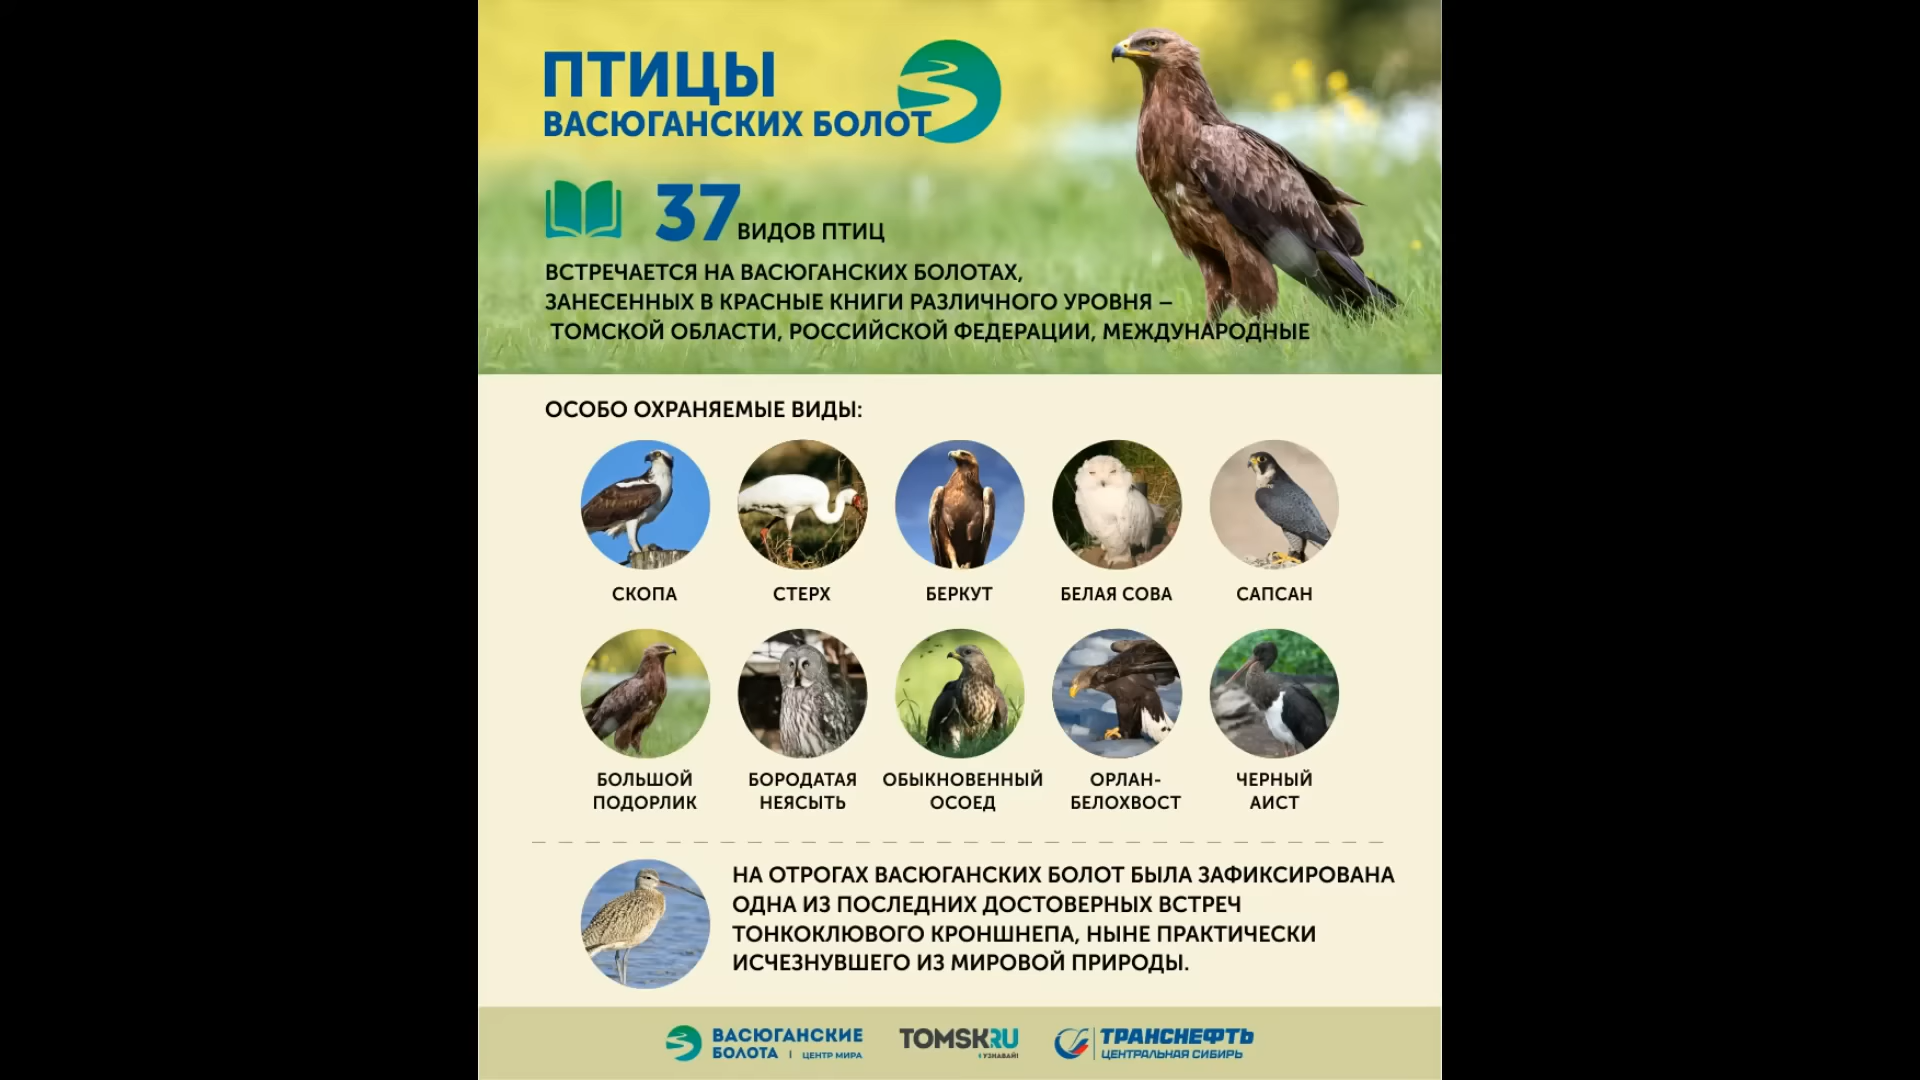 ПТИЦЫ
ВАСЮГАНСКИХ БОЛОТ
37 ВИДОВ ПТИЦ
ВСТРЕЧАЕТСЯ НА ВАСЮГАНСКИХ БОЛОТАХ,
ЗАНЕСЕННЫХ В КРАСНЫЕ КНИГИ РАЗЛИЧНОГО УРОВНЯ –
ТОМСКОЙ ОБЛАСТИ, РОССИЙСКОЙ ФЕДЕРАЦИИ, МЕЖДУНАРОДНЫЕ
ОСОБО ОХРАНЯЕМЫЕ ВИДЫ:
СКОПА
СТЕРХ
БЕРКУТ
БЕЛАЯ СОВА
САПСАН
БОЛЬШОЙ
ПОДОРЛИК
БОРОДАТАЯ
НЕЯСЫТЬ
ОБЫКНОВЕННЫЙ
ОСОЕД
ОРЛАН-
БЕЛОХВОСТ
ЧЕРНЫЙ
АИСТ
НА ОТРОГАХ ВАСЮГАНСКИХ БОЛОТ БЫЛА ЗАФИКСИРОВАНА
ОДНА ИЗ ПОСЛЕДНИХ ДОСТОВЕРНЫХ ВСТРЕЧ
ТОНКОКЛЮВОГО КРОНШНЕПА, НЫНЕ ПРАКТИЧЕСКИ
ИСЧЕЗНУВШЕГО ИЗ МИРОВОЙ ПРИРОДЫ.
ВАСЮГАНСКИЕ
БОЛОТА | ЦЕНТР МИРА
TOMSKRU
УЗНАВАЙ
ТРАНСНЕФТЬ
ЦЕНТРАЛЬНАЯ СИБИРЬ